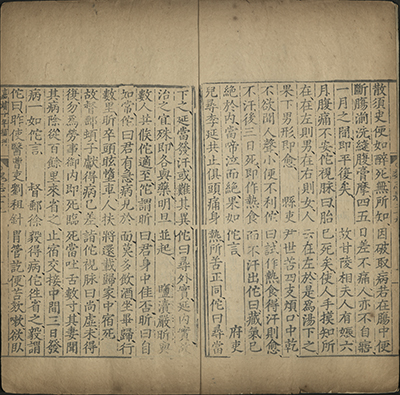 散須臾便如醉死無所知因破取病若在腸中便
斷腸湔洗縫腹膏摩四五日差不痛人亦不自寤
一月之間即平復矣 故甘陵相夫人有娠六
月腹痛不安佗視脉曰胎已死矣使人手摸知所
在在左則男在右則女人云在左於是爲湯下之
果下男形即愈 縣吏尹世苦四支煩口中乾
不欲聞人聲小便不利佗曰試作熱食得汗則愈
不汗後三日死即作熱食而不汗出佗曰藏氣已
絕於內當啼泣而絕果如佗言 府吏
兒尋李延共止俱頭痛身熱所苦正同佗曰尋當
下之延當發汗或難其異佗曰尋外實延內實故
治之宜殊即各與藥明旦並起 鹽瀆嚴昕與
數人共候佗適至佗謂昕曰君身中佳否昕曰自
如常佗曰君有急病見於面莫多飲酒坐畢歸行
數里昕卒頭眩墮車人扶將還載歸家中宿死
故督郵頓子獻得病已差詣佗視脉曰尚虛未得
復勿爲勞事御內即死臨死當吐舌數寸其妻聞
其病除從百餘里來省之止宿交接中間三日發
病一如佗言 督郵徐毅得病佗往省之毅謂
佗曰昨使醫曹吏劉租針胃管訖便苦欬嗽欲臥